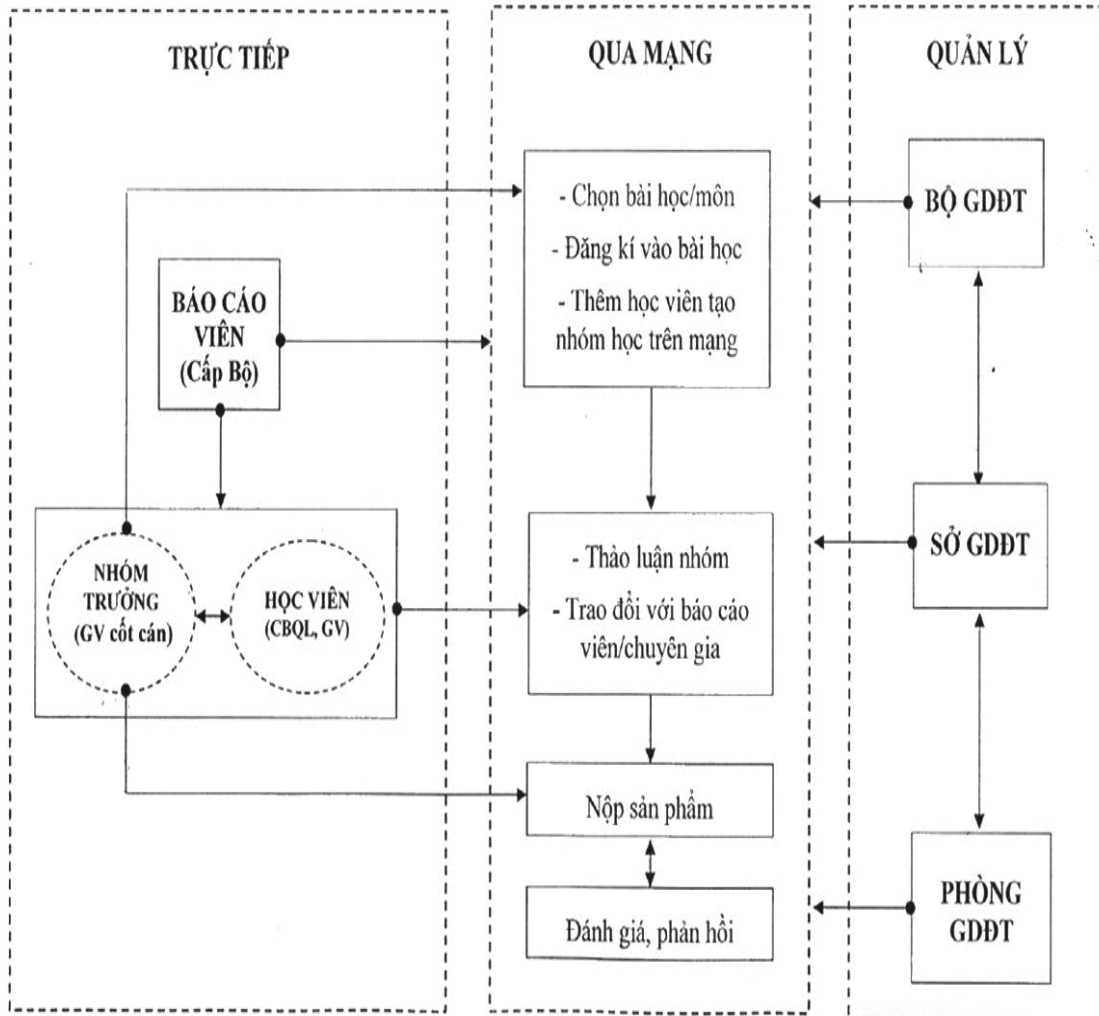 TRỰC TIẾP
BÁO CÁO
VIÊN
(Cấp Bộ)
NHÓM
TRƯỞNG
(GV cốt cán)
HỌC VIÊN
(CBQL, GV)
QUA MẠNG
- Chọn bài học/môn
- Đăng kí vào bài học
- Thêm học viên tạo
nhóm học trên mạng
- Thảo luận nhóm
- Trao đổi với báo cáo
viên/chuyên gia
Nộp sản phẩm
Đánh giá, phản hồi
QUẢN LÝ
BỘ GDĐT
SỞ GDĐT
PHÒNG
GDĐT